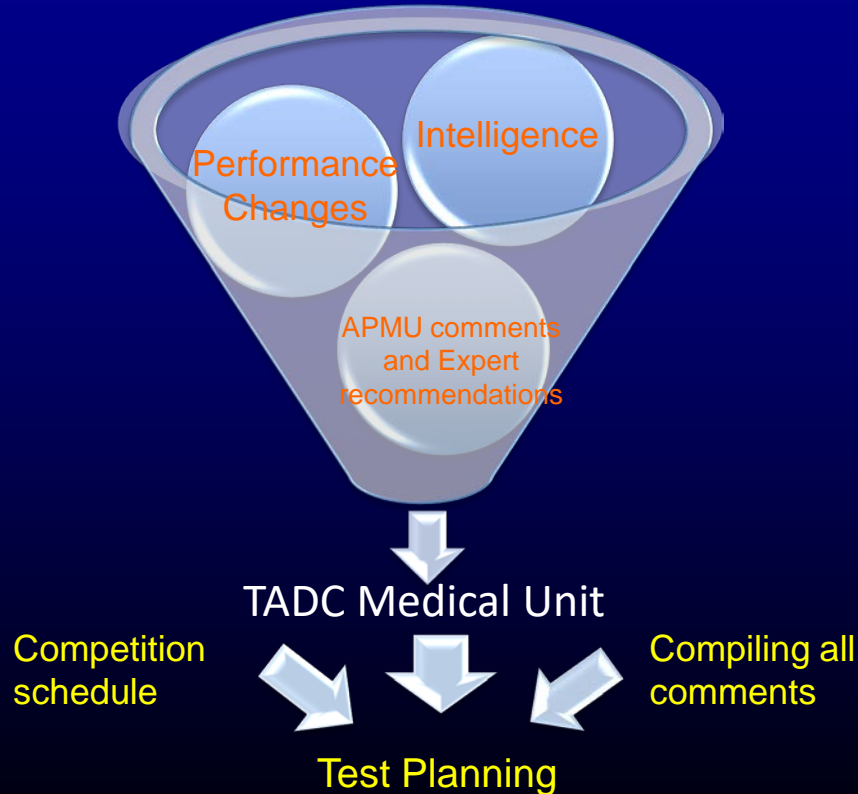 Intelligence
Performance
Changes
APMU comments
and Expert
recommendations
TADC Medical Unit
Competition
schedule
Compiling all
comments
Test Planning